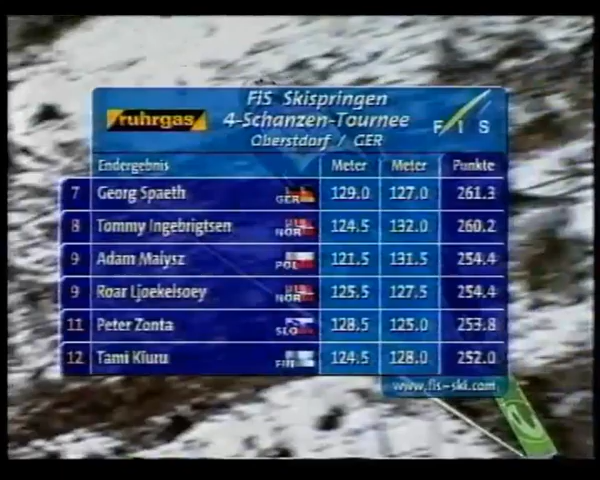 FIS Skispringen
ruhrgas
4-Schanzen-Tournee
FIS
Oberstdorf / GER
Endergebnis Meter Meter Punkte
7 Georg Spaeth GER 129.0 127.0 261.3
8 Tommy Ingebrigtsen NOR 124.5 132.0 260.2
9 Adam Malysz POL 121.5 131.5 254.4
9 Roar Ljoekelsoey NOR 125.5 127.5 254.4
11 Peter Zonta SLO 128.5 125.0 253.8
12 Tami Kiuru FIN 124.5 128.0 252.0
www.fis-ski.com